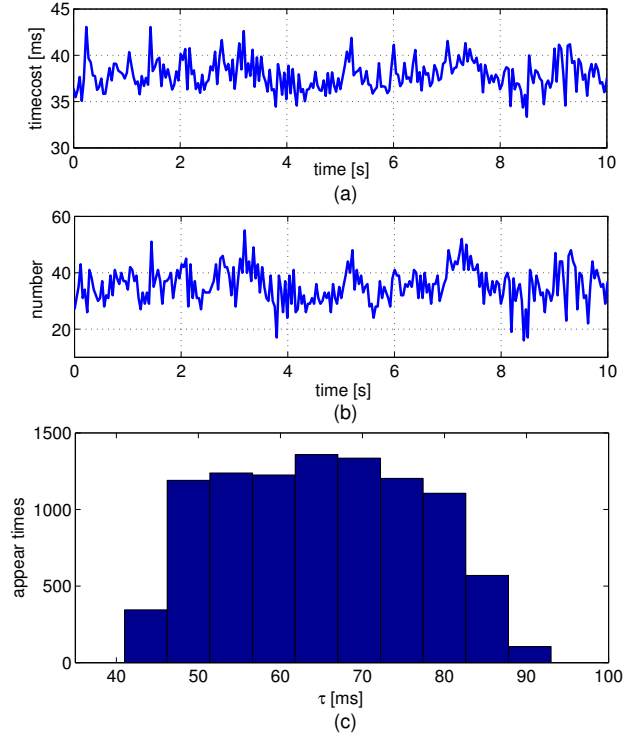 45
40
35
30
timecost [ms]
0 2 4 6 8 10
time [s]
(a)
60
40
20
number
0 2 4 6 8 10
time [s]
(b)
1500
1000
500
0
appear times
40 50 60 70 80 90 100
τ [ms]
(c)